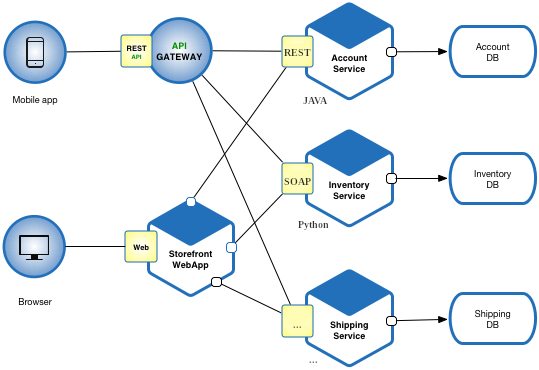 REST
API
API
GATEWAY
Mobile app
REST
Account
Service
JAVA
Account
DB
SOAP
Inventory
Service
Python
Inventory
DB
Web
Storefront
WebApp
Browser
...
Shipping
Service
...
Shipping
DB